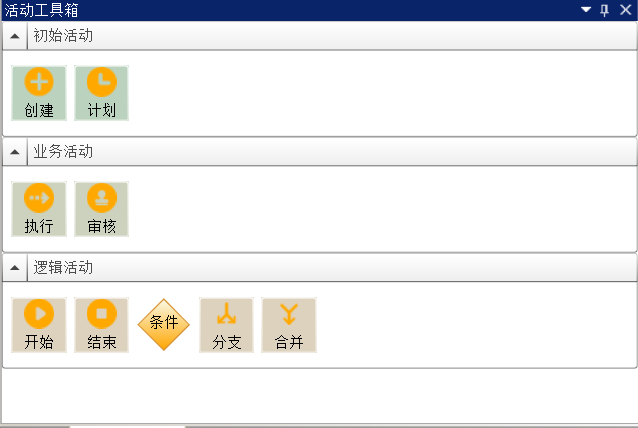 活动工具箱
初始活动
创建 计划
业务活动
执行 审核
逻辑活动
开始 结束 条件 分支 合并